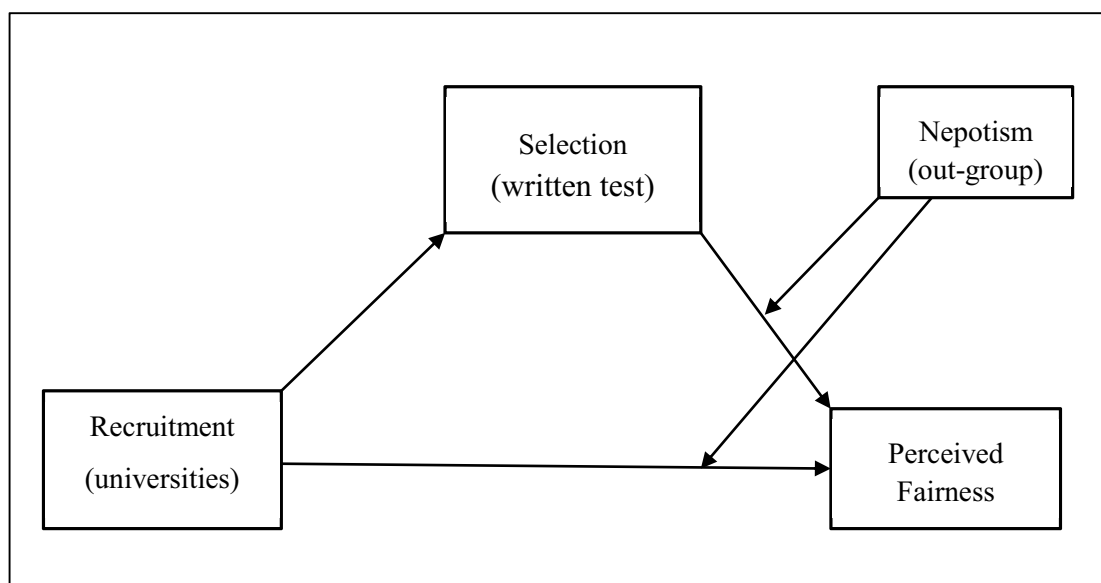 Selection
(written test)
Nepotism
(out-group)
Recruitment
(universities)
Perceived
Fairness